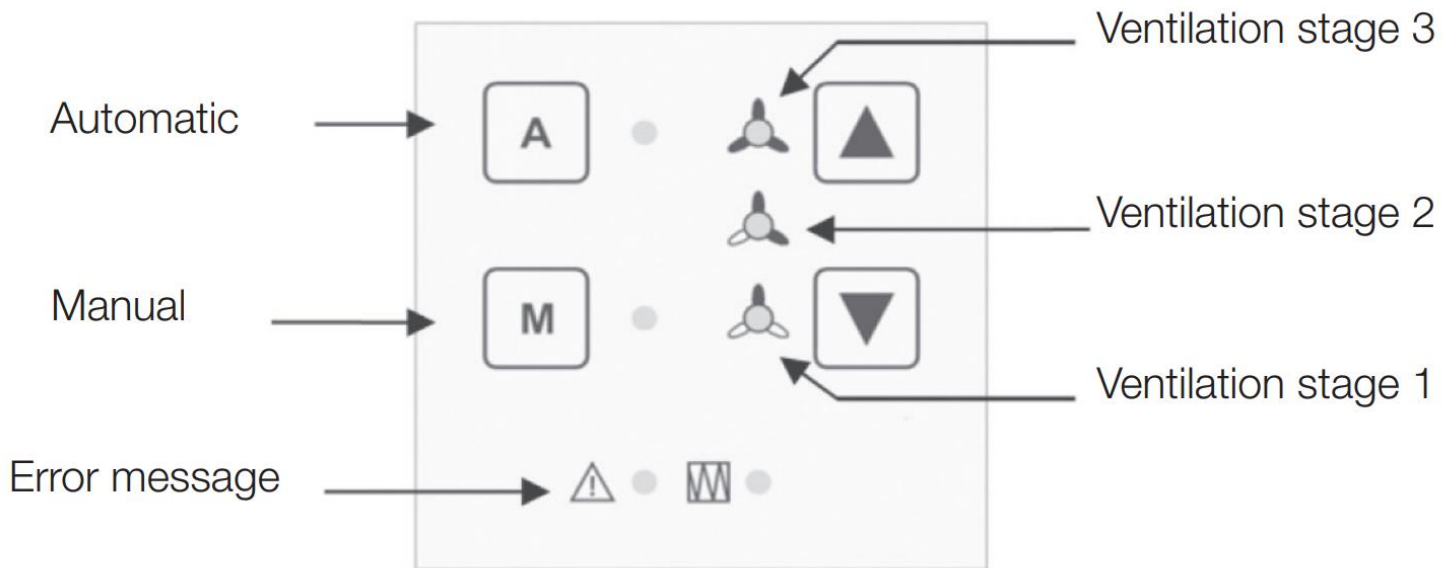 Ventilation stage 3
Automatic
A
Ventilation stage 2
Manual
M
Ventilation stage 1
Error message
!